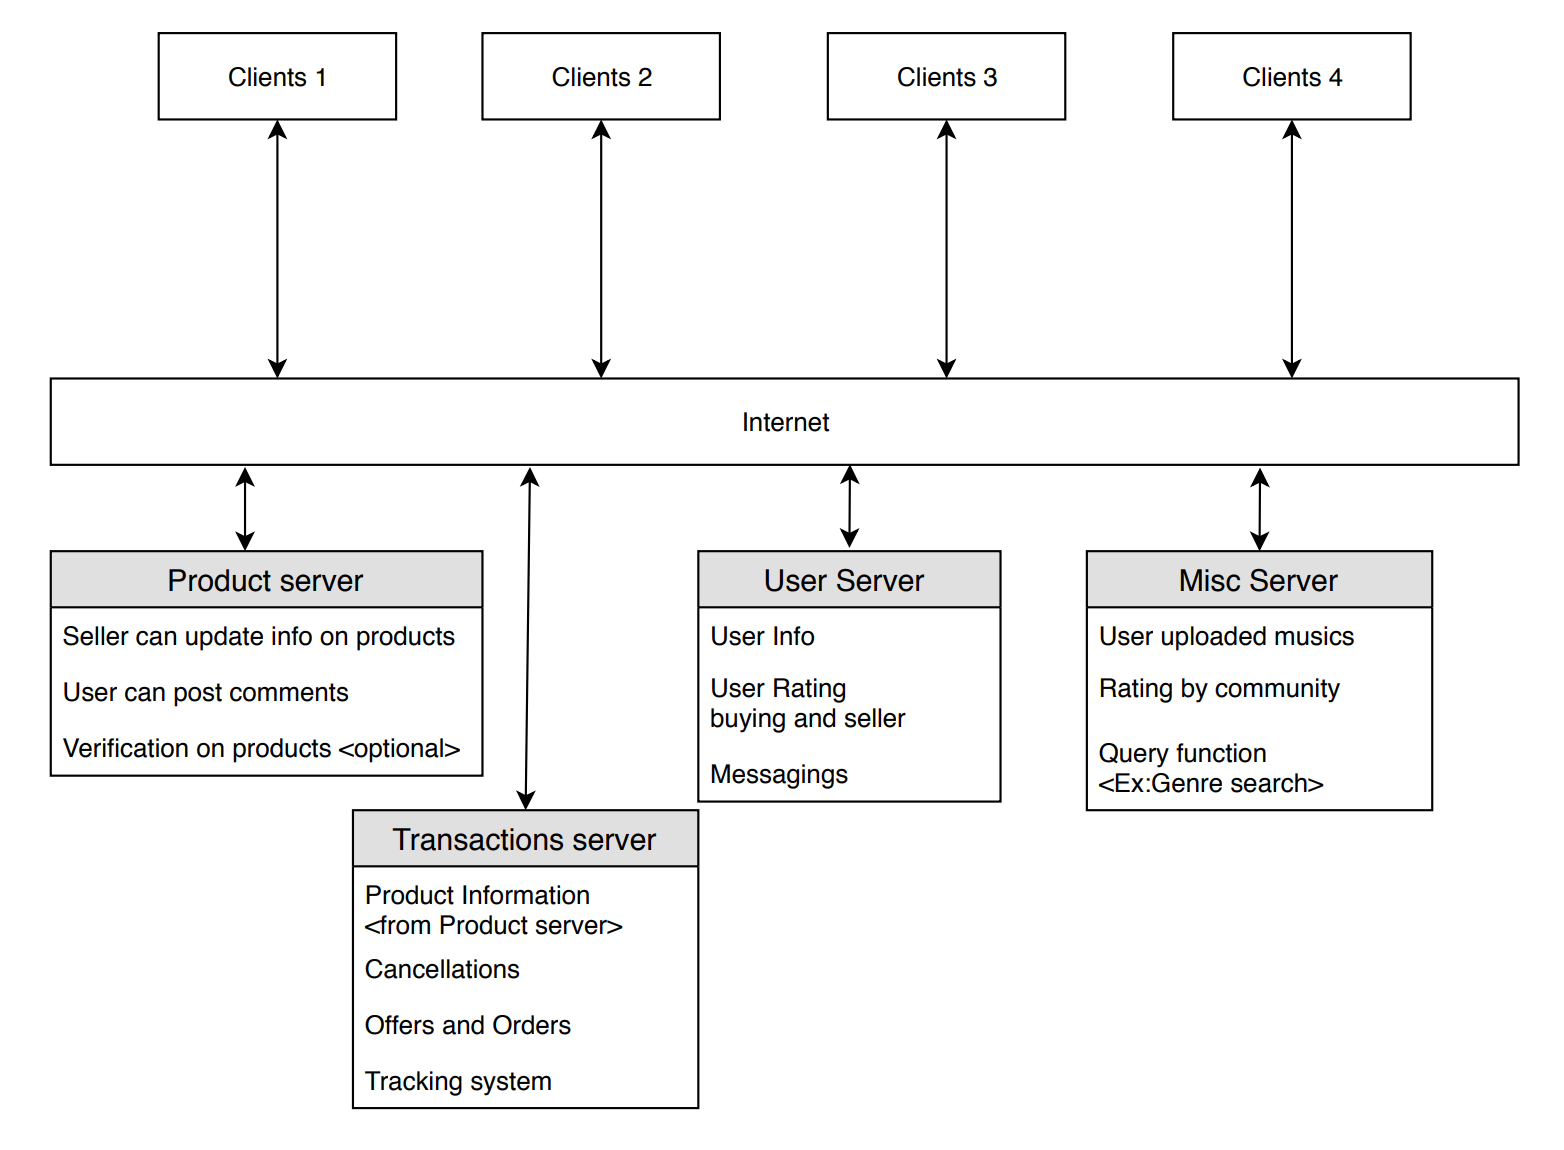 Clients 1
Clients 2
Clients 3
Clients 4
Internet
Product server
Seller can update info on products
User can post comments
Verification on products <optional>
Transactions server
Product Information
<from Product server>
Cancellations
Offers and Orders
Tracking system
User Server
User Info
User Rating
buying and seller
Messagings
Misc Server
User uploaded musics
Rating by community
Query function
<Ex:Genre search>